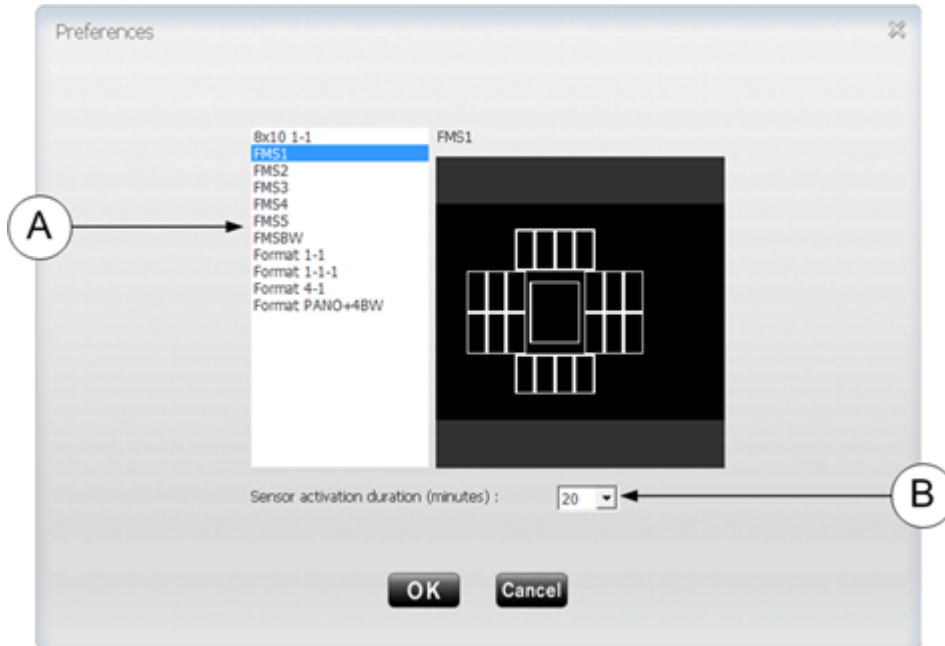 Preferences
8x10 1-1
FMS1
FMS1
FMS2
FMS3
FMS4
FMS5
FMSBW
Format 1-1
Format 1-1-1
Format 4-1
Format PANO+4BW
A
Sensor activation duration (minutes) :
20
B
OK
Cancel